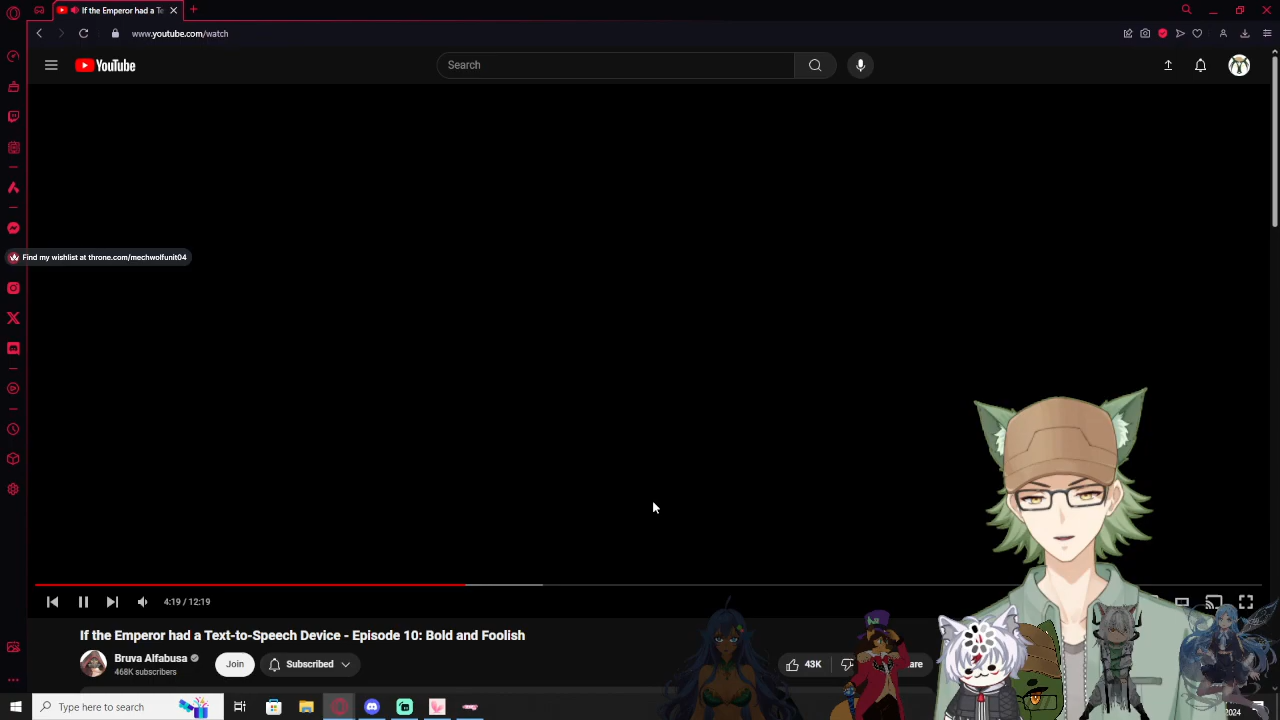 If the Emperor had a Te
www.youtube.com/watch
YouTube
Search
Find my wishlist at throne.com/mechwolfunit04
4:19 / 12:19
If the Emperor had a Text-to-Speech Device - Episode 10: Bold and Foolish
Bruva Alfabusa
468K subscribers
Join
Subscribed
43K
are
Type here to search
2024